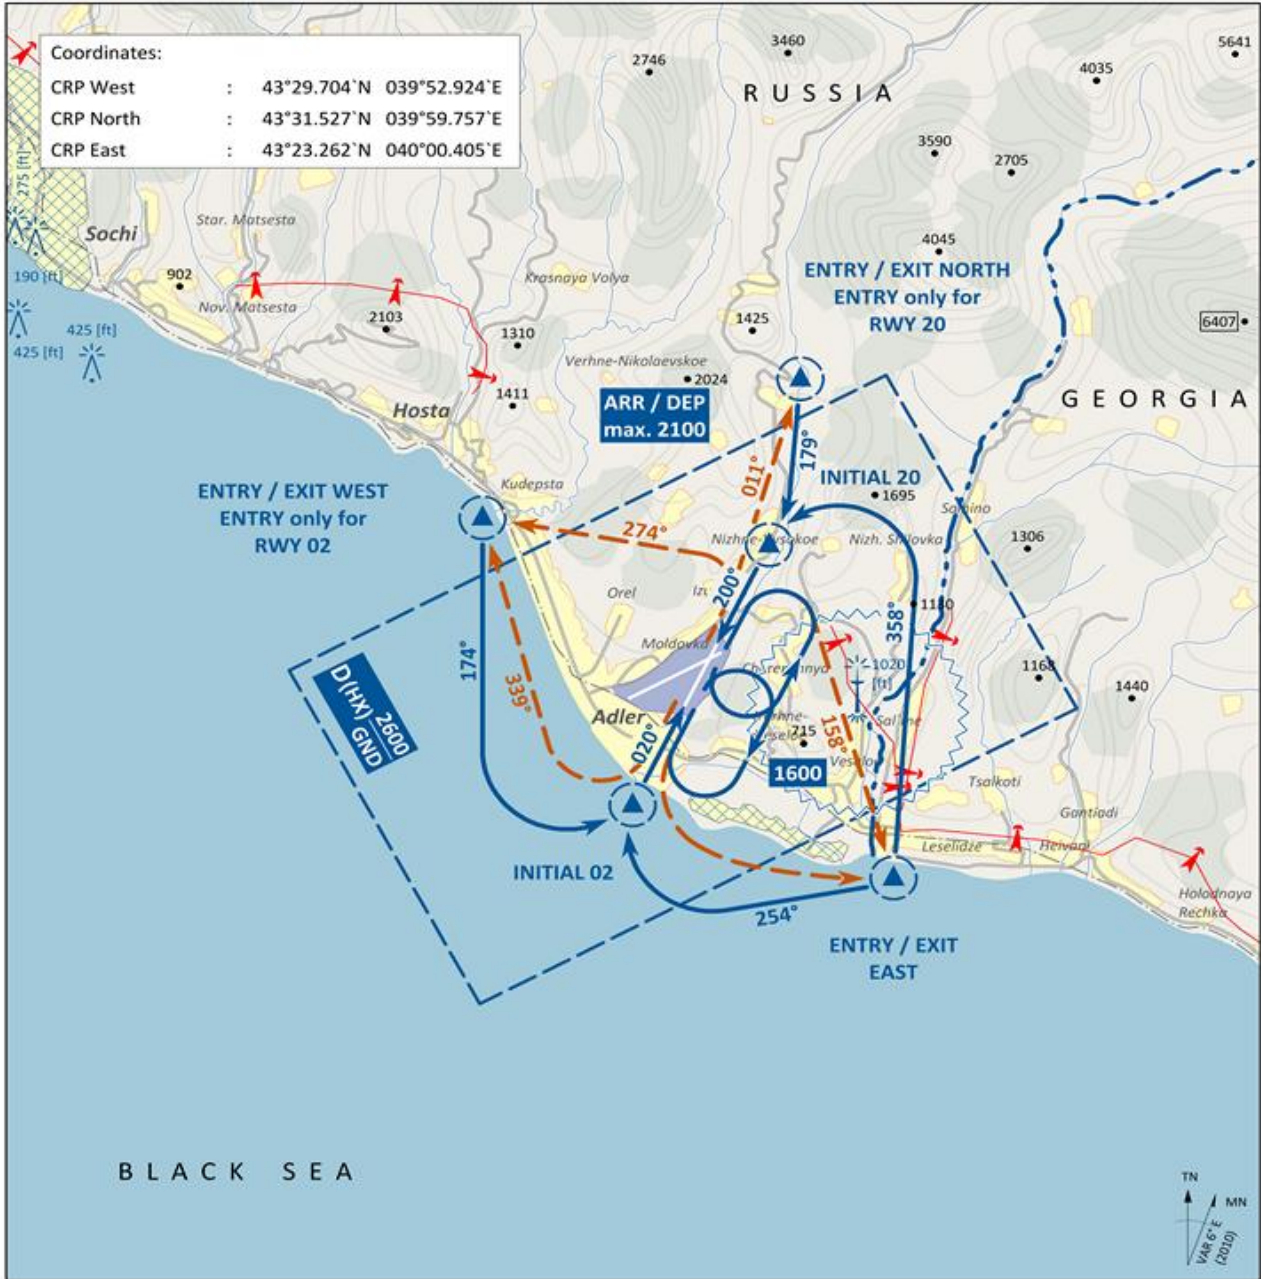 Coordinates:
CRP West : 43°29.704`N 039°52.924`E
CRP North : 43°31.527`N 039°59.757`E
CRP East : 43°23.262`N 040°00.405`E
2746
3460
5641
4035
RUSSIA
3590
2705
275 [ft]
Star. Matsesta
Sochi
4045
190 [ft]
902
Krasnaya Volya
ENTRY / EXIT NORTH
ENTRY only for
RWY 20
Nov. Matsesta
2103
1425
6407
425 [ft]
425 [ft]
1310
Verhne-Nikolaevskoe
2024
1411
Hosta
ARR / DEP
max. 2100
GEORGIA
179°
011°
INITIAL 20
1695
ENTRY / EXIT WEST
ENTRY only for
RWY 02
Kudepsta
274°
Nizh. Shilovka
1306
200°
Orel
1130
358°
Moldovka
174°
339°
1020
[ft]
1168
1440
D(HX) 2600
GND
Adler
020°
715
158°
1600
Tsalkoti
Gantiadi
Leselidze
INITIAL 02
254°
Holodnaya
Rechka
ENTRY / EXIT
EAST
BLACK SEA
TN
MN
VAR 6° E
(2010)